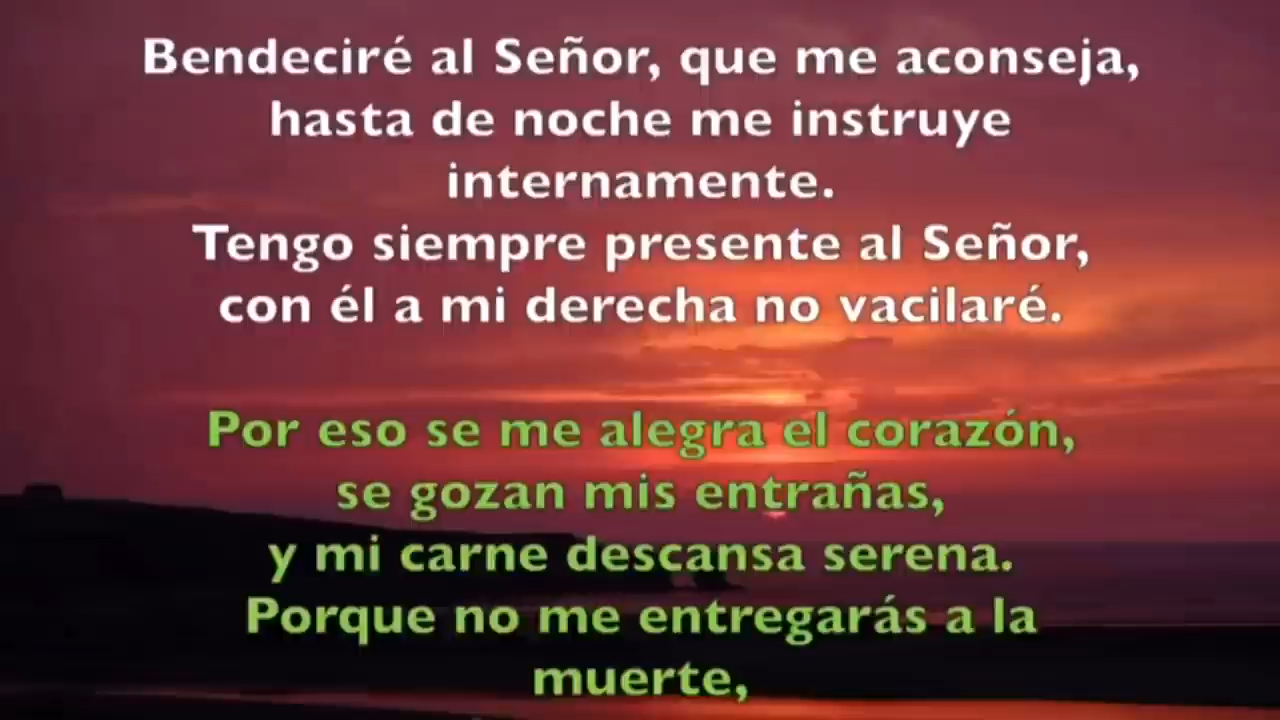 Bendeciré al Señor, que me aconseja,
hasta de noche me instruye
internamente.
Tengo siempre presente al Señor,
con él a mi derecha no vacilaré.
Por eso se me alegra el corazón,
se gozan mis entrañas,
y mi carne descansa serena.
Porque no me entregarás a la
muerte,